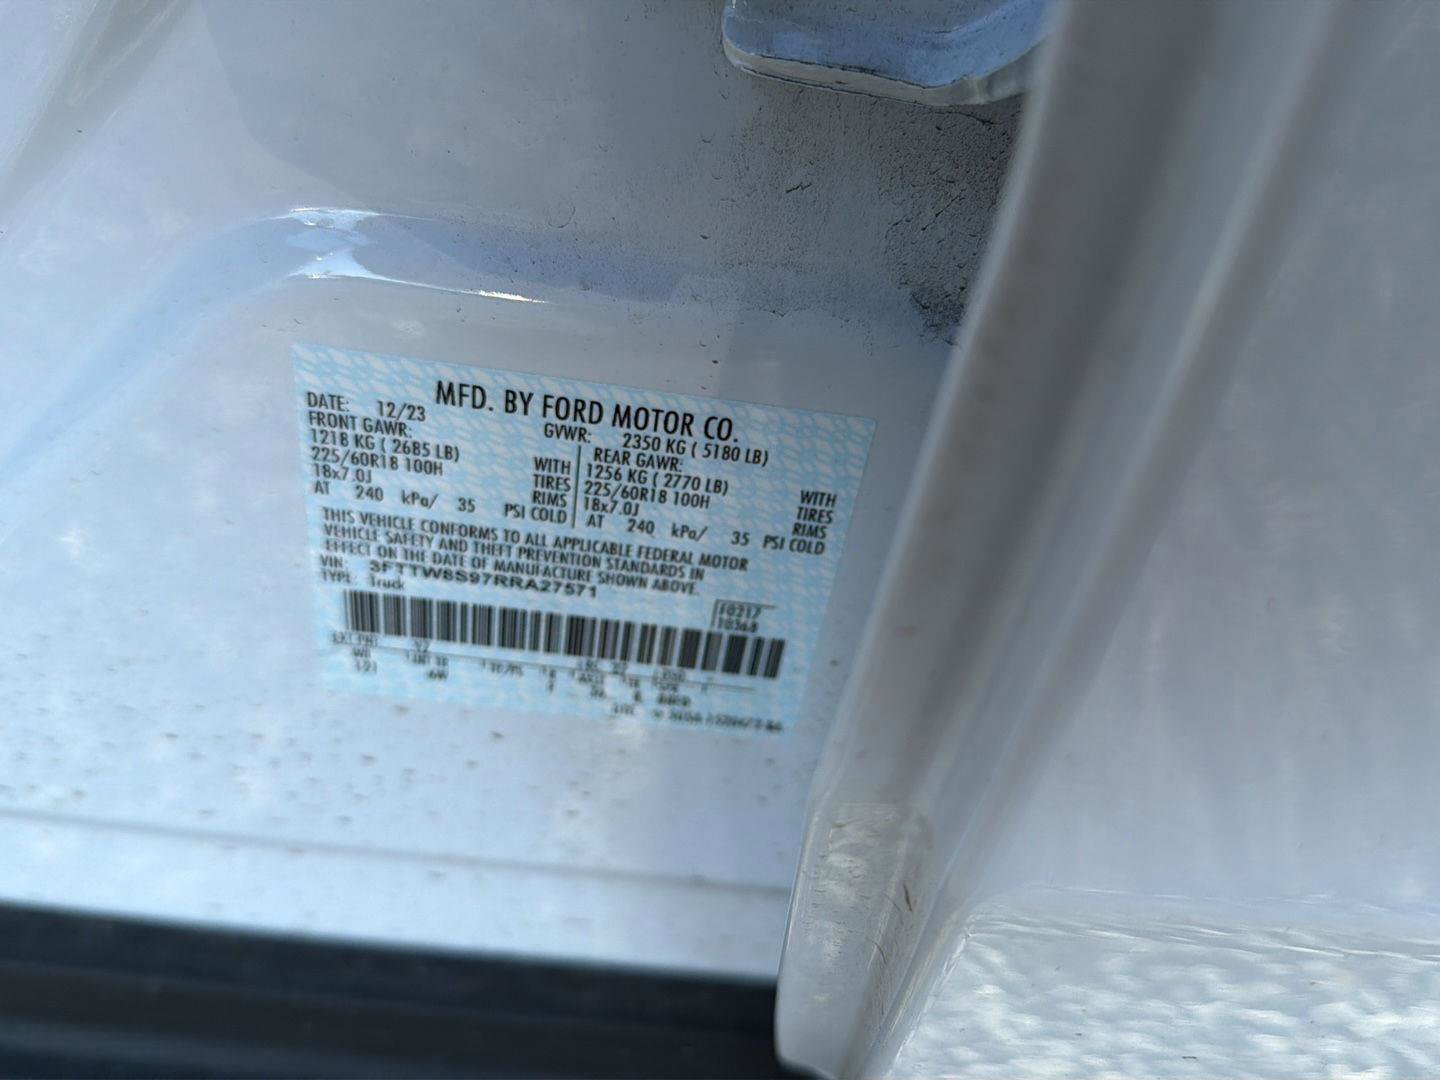 MFD. BY FORD MOTOR CO.
DATE: 12/23 GVWR: 2350 KG ( 5180 LB)
FRONT GAWR: REAR GAWR:
1218 KG ( 2685 LB) WITH 1256 KG ( 2770 LB) WITH
225/60R18 100H TIRES 225/60R18 100H TIRES
18x7.0J RIMS 18x7.0J RIMS
AT 240 kPa/ 35 PSI COLD AT 240 kPa/ 35 PSI COLD
THIS VEHICLE CONFORMS TO ALL APPLICABLE FEDERAL MOTOR
VEHICLE SAFETY AND THEFT PREVENTION STANDARDS IN
EFFECT ON THE DATE OF MANUFACTURE SHOWN ABOVE.
VIN: 3FTTW8S97RRA27571
TYPE: Truck
F0217
EXT PNT: